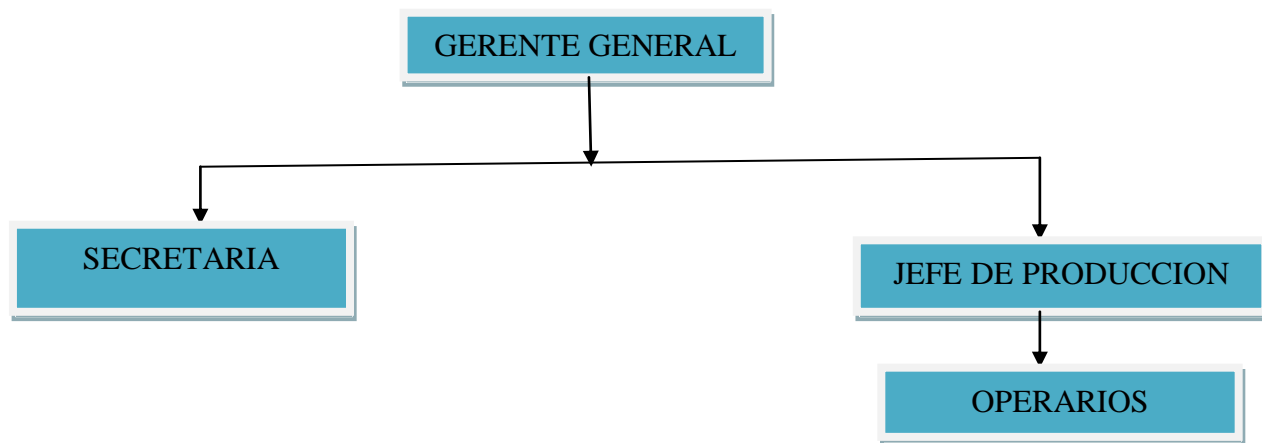 GERENTE GENERAL
SECRETARIA
JEFE DE PRODUCCION
OPERARIOS